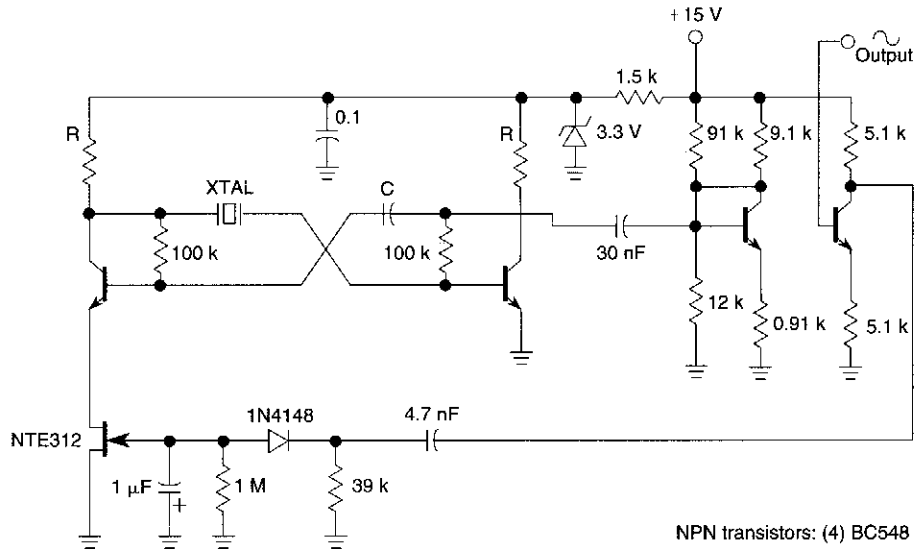 + 15 V
Output
1.5 k
R
0.1
R
3.3 V
91 k
9.1 k
5.1 k
XTAL
C
100 k
100 k
30 nF
12 k
0.91 k
5.1 k
1N4148
4.7 nF
NTE312
1 µF
+
1 M
39 k
NPN transistors: (4) BC548